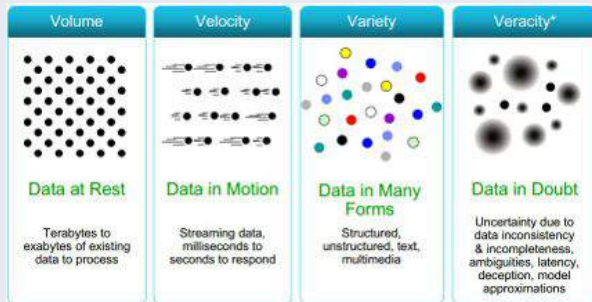 Volume
Data at Rest
Terabytes to
exabytes of existing
data to process
Velocity
Data in Motion
Streaming data,
milliseconds to
seconds to respond
Variety
Data in Many
Forms
Structured,
unstructured, text,
multimedia
Veracity*
Data in Doubt
Uncertainty due to
data inconsistency
& incompleteness,
ambiguities, latency,
deception, model
approximations